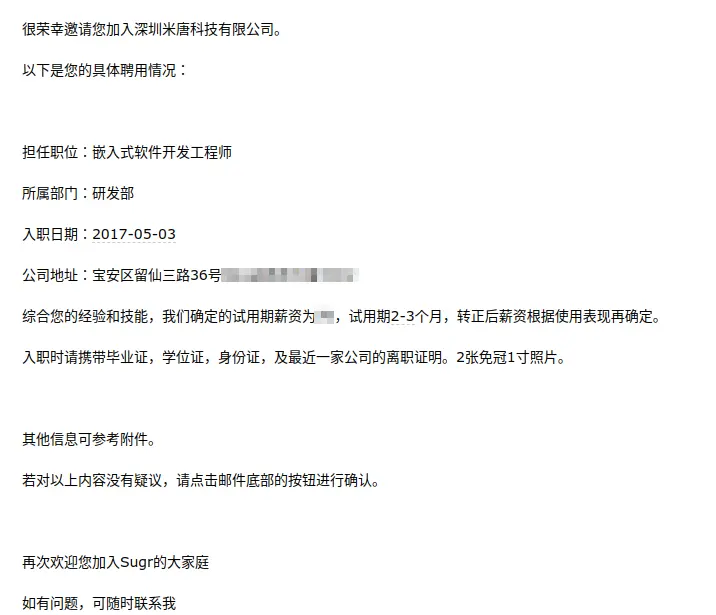 很荣幸邀请您加入深圳米唐科技有限公司。
以下是您的具体聘用情况：
担任职位：嵌入式软件开发工程师
所属部门：研发部
入职日期：2017-05-03
公司地址：宝安区留仙三路36号
综合您的经验和技能，我们确定的试用期薪资为，试用期2-3个月，转正后薪资根据使用表现再确定。
入职时请携带毕业证，学位证，身份证，及最近一家公司的离职证明。2张免冠1寸照片。
其他信息可参考附件。
若对以上内容没有疑议，请点击邮件底部的按钮进行确认。
再次欢迎您加入Sugr的大家庭
如有问题，可随时联系我